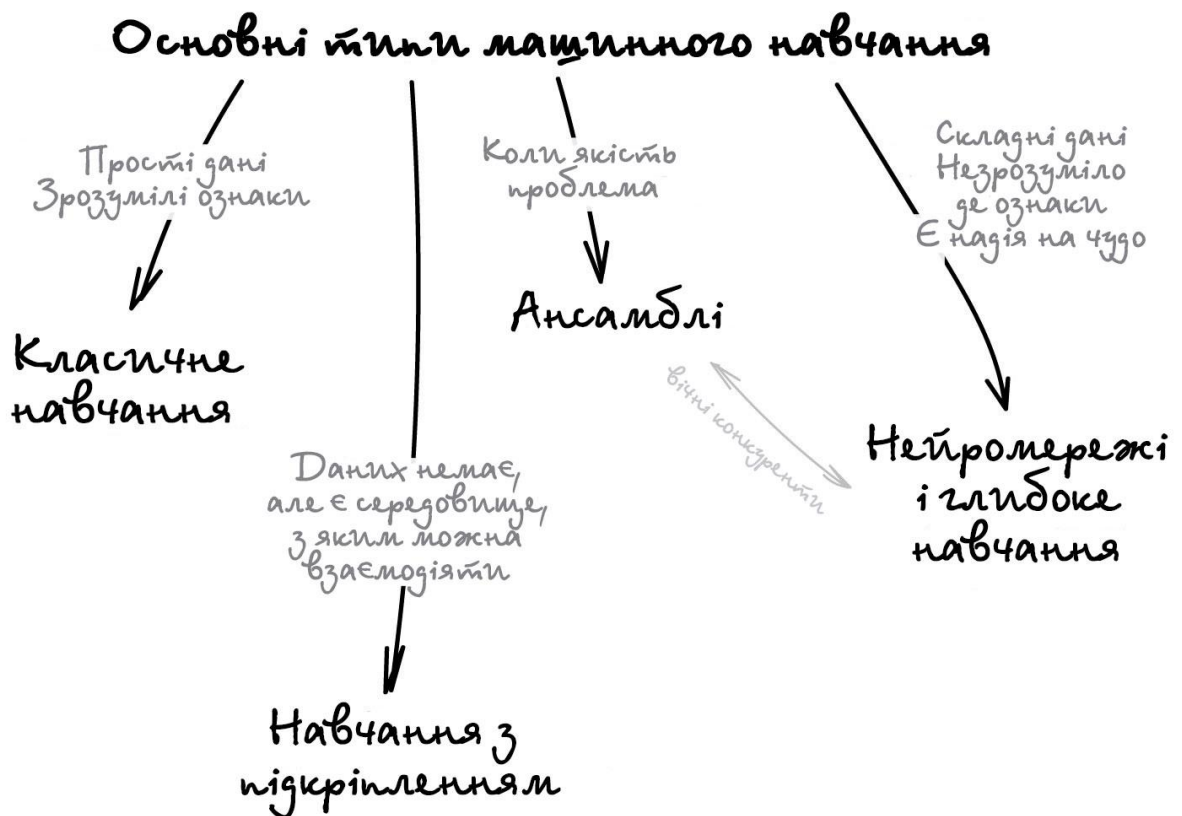 Основні типи машинного навчання
Прості дані
Зрозумілі ознаки
Класичне
навчання
Даних немає,
але є середовище,
з яким можна
взаємодіяти
Навчання з
підкріпленням
Коли якість
проблема
Ансамблі
вічні конкуренти
Складні дані
Незрозуміло
де ознаки
Є надія на чудо
Нейромережі
і глибоке
навчання